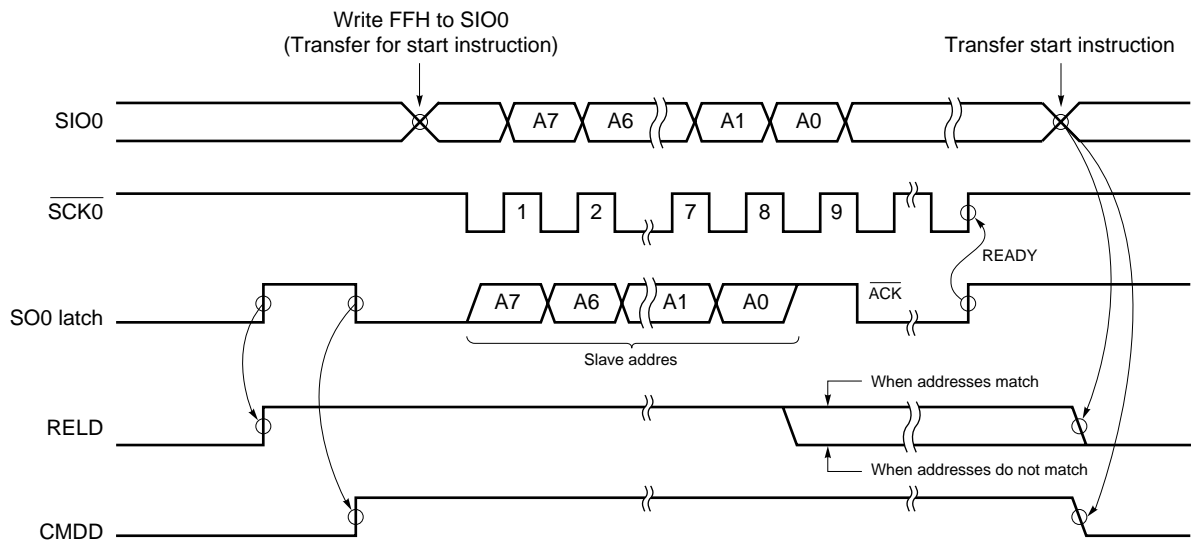 Write FFH to SIO0
(Transfer for start instruction)
Transfer start instruction
SIO0
A7 A6 A1 A0
SCK0
1 2 7 8 9
READY
SO0 latch
A7 A6 A1 A0
ACK
Slave addres
When addresses match
RELD
When addresses do not match
CMDD